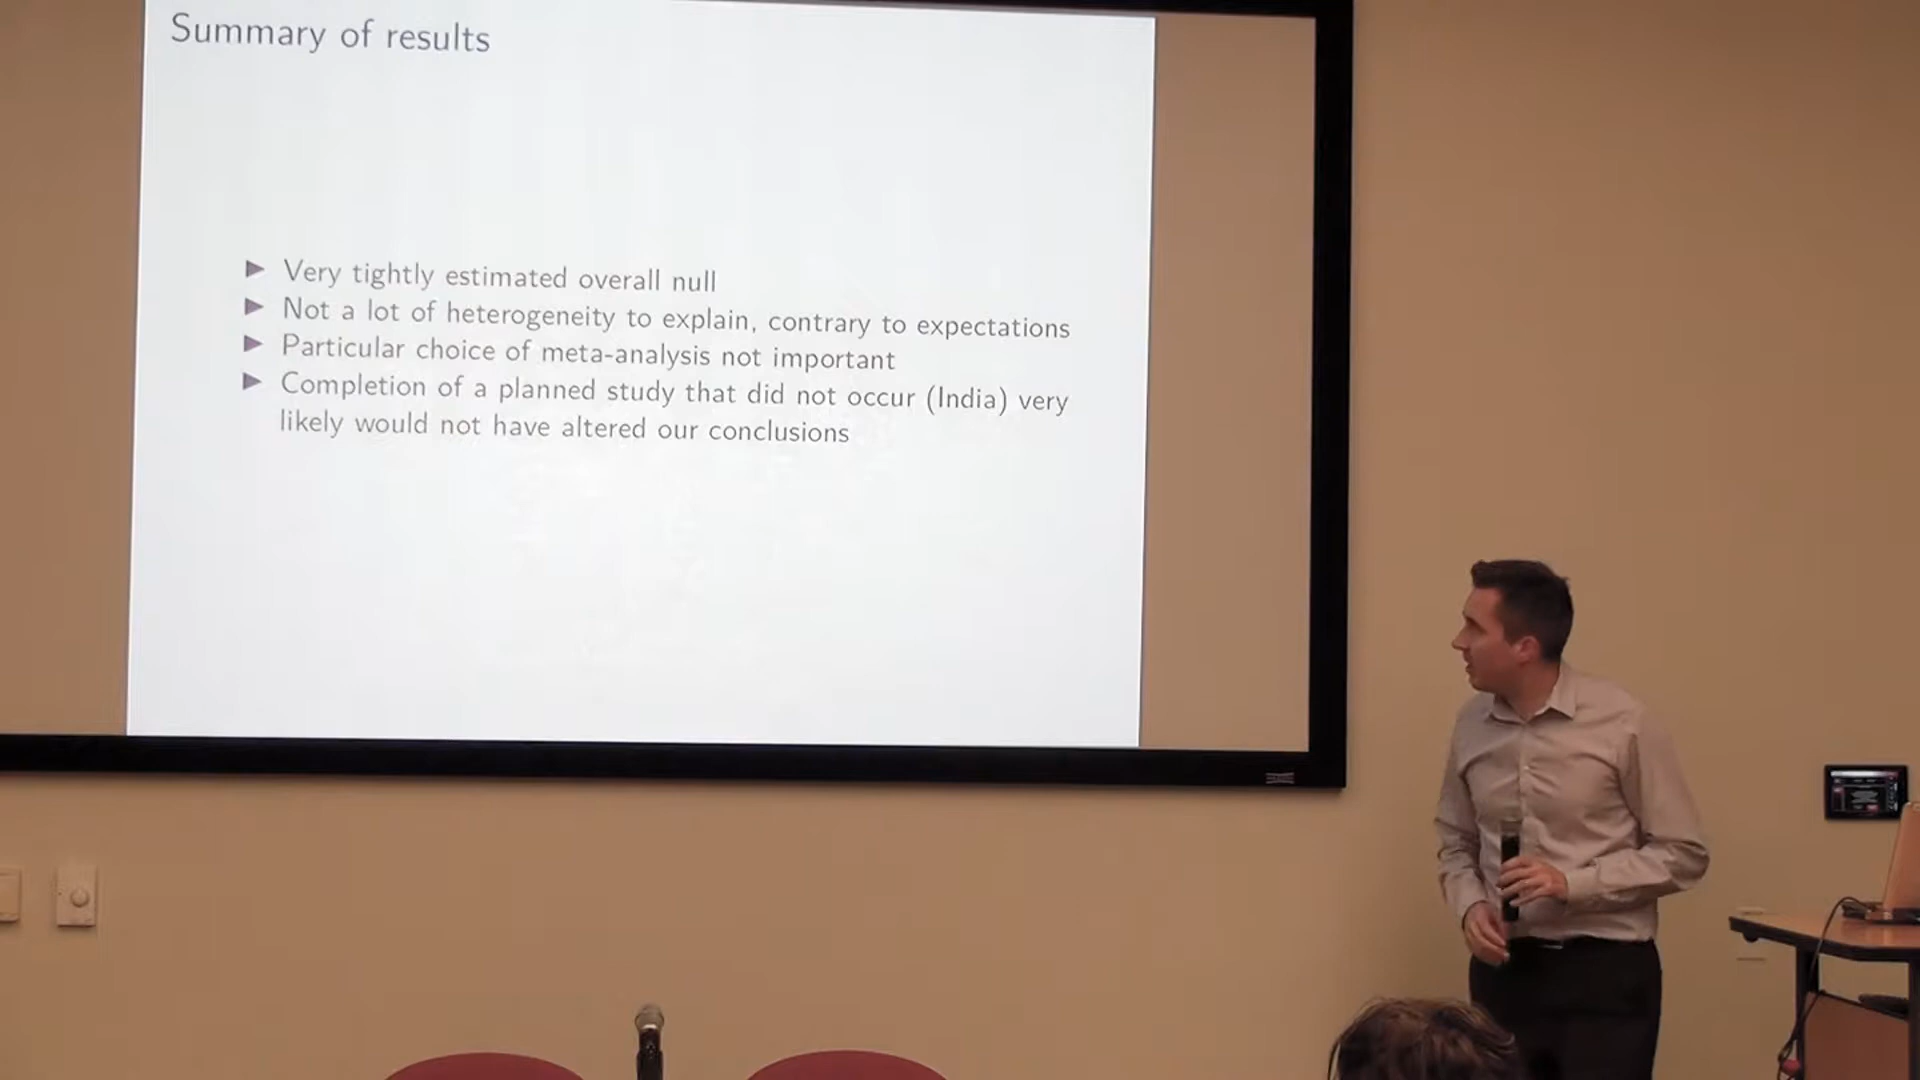 Summary of results
Very tightly estimated overall null
Not a lot of heterogeneity to explain, contrary to expectations
Particular choice of meta-analysis not important
Completion of a planned study that did not occur (India) very
likely would not have altered our conclusions